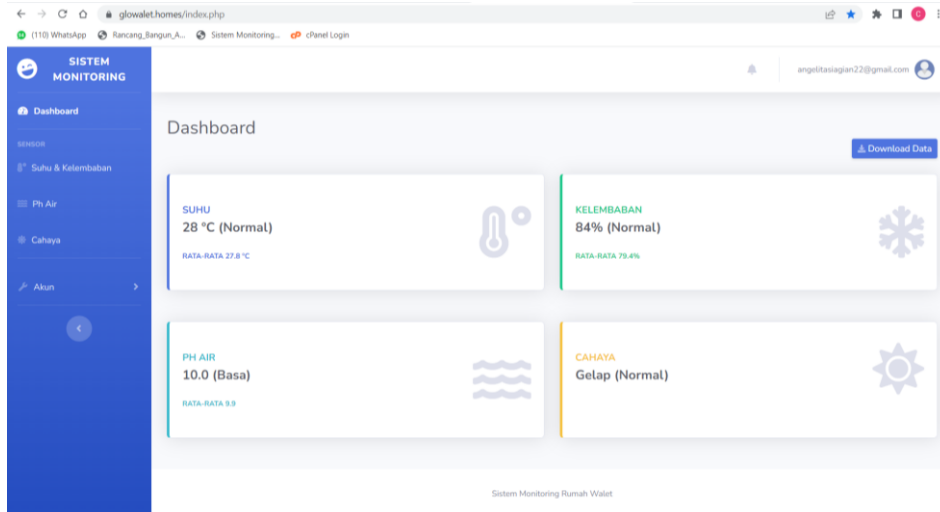 glowalet.homes/index.php
(110) WhatsApp Rancang_Bangun_A... Sistem Monitoring... cPanel Login
SISTEM
MONITORING
angelitasiagian22@gmail.com
Dashboard
Dashboard
Download Data
SENSOR
Suhu & Kelembaban
Ph Air
Cahaya
Akun
SUHU
28 °C (Normal)
RATA-RATA 27.8 °C
KELEMBABAN
84% (Normal)
RATA-RATA 79.4%
PH AIR
10.0 (Basa)
RATA-RATA 9.9
CAHAYA
Gelap (Normal)
Sistem Monitoring Rumah Walet